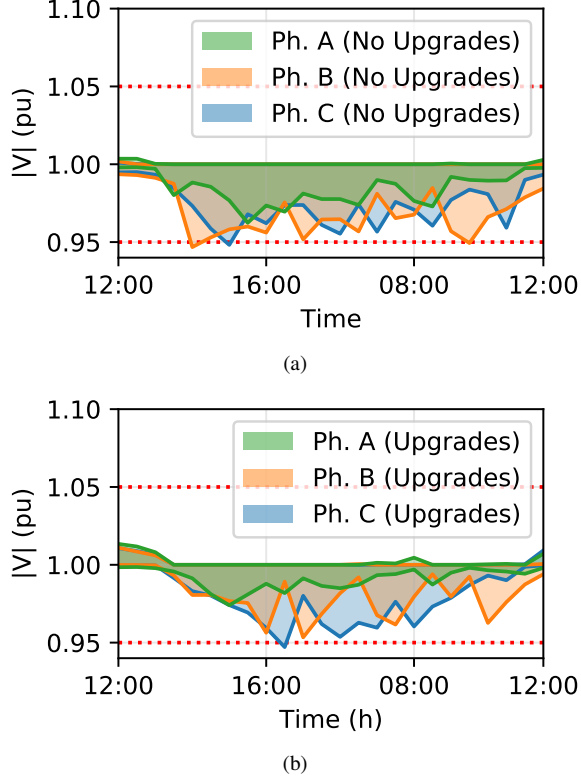 1.10
1.05
1.00
0.95
|V| (pu)
Ph. A (No Upgrades)
Ph. B (No Upgrades)
Ph. C (No Upgrades)
12:00 16:00 08:00 12:00
Time
(a)
1.10
1.05
1.00
0.95
|V| (pu)
Ph. A (Upgrades)
Ph. B (Upgrades)
Ph. C (Upgrades)
12:00 16:00 08:00 12:00
Time (h)
(b)